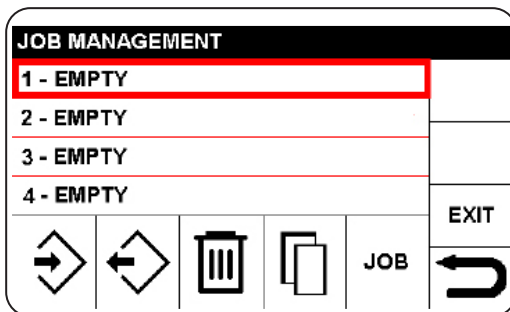 JOB MANAGEMENT
1 - EMPTY
2 - EMPTY
3 - EMPTY
4 - EMPTY
EXIT
JOB